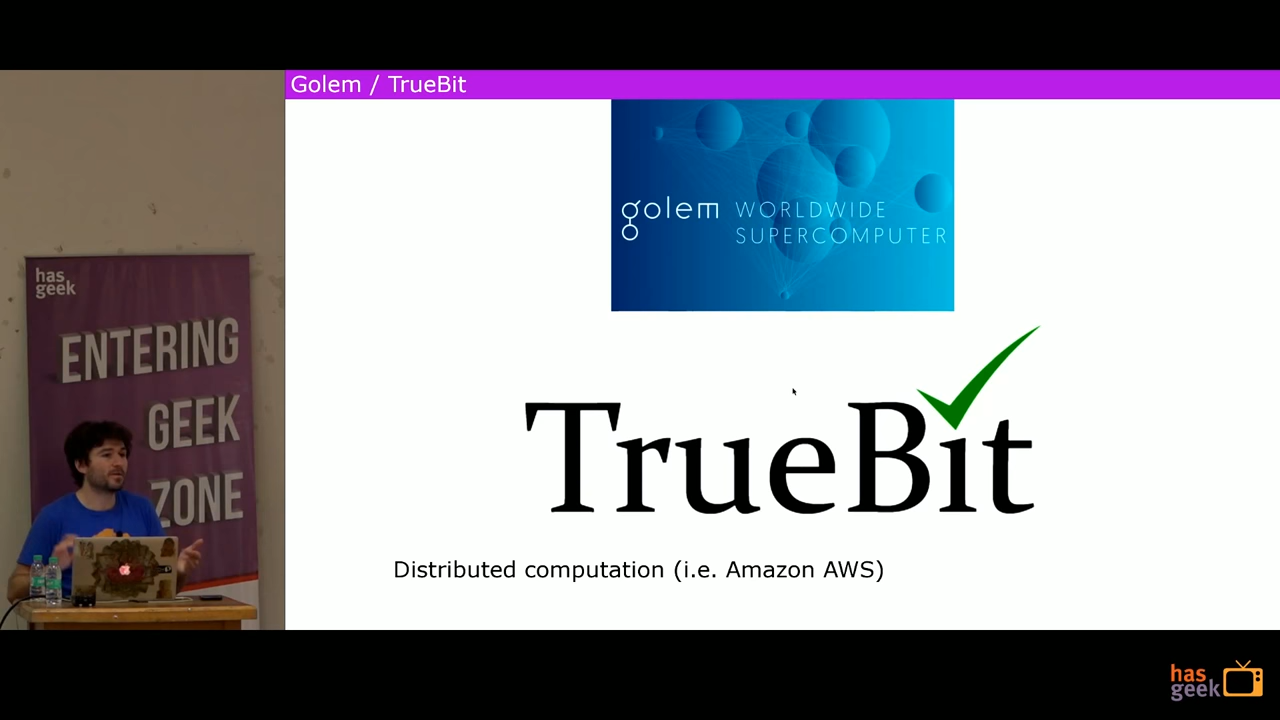 Golem / TrueBit
golem WORLDWIDE
SUPERCOMPUTER
TrueBit
Distributed computation (i.e. Amazon AWS)
has
geek
ENTERING
GEEK
ZONE
has
geek